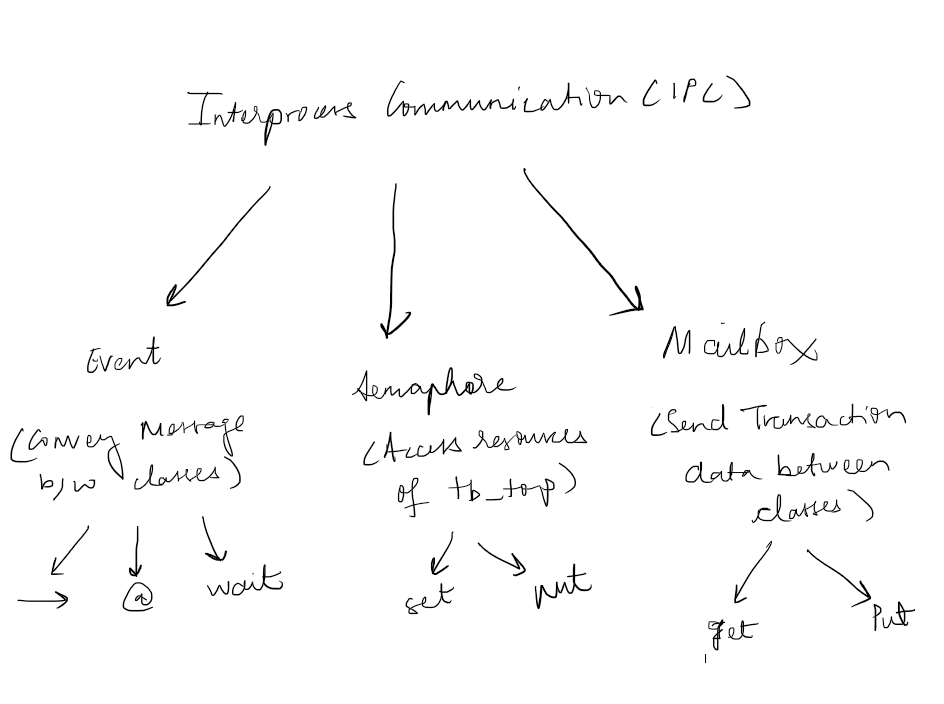 Interprocess Communication (IPC)
Event
(Convey Message
b/w classes)
→ @ wait
Semaphore
(Access resources
of tb_top)
set put
Mailbox
(Send Transaction
data between
classes)
get Put